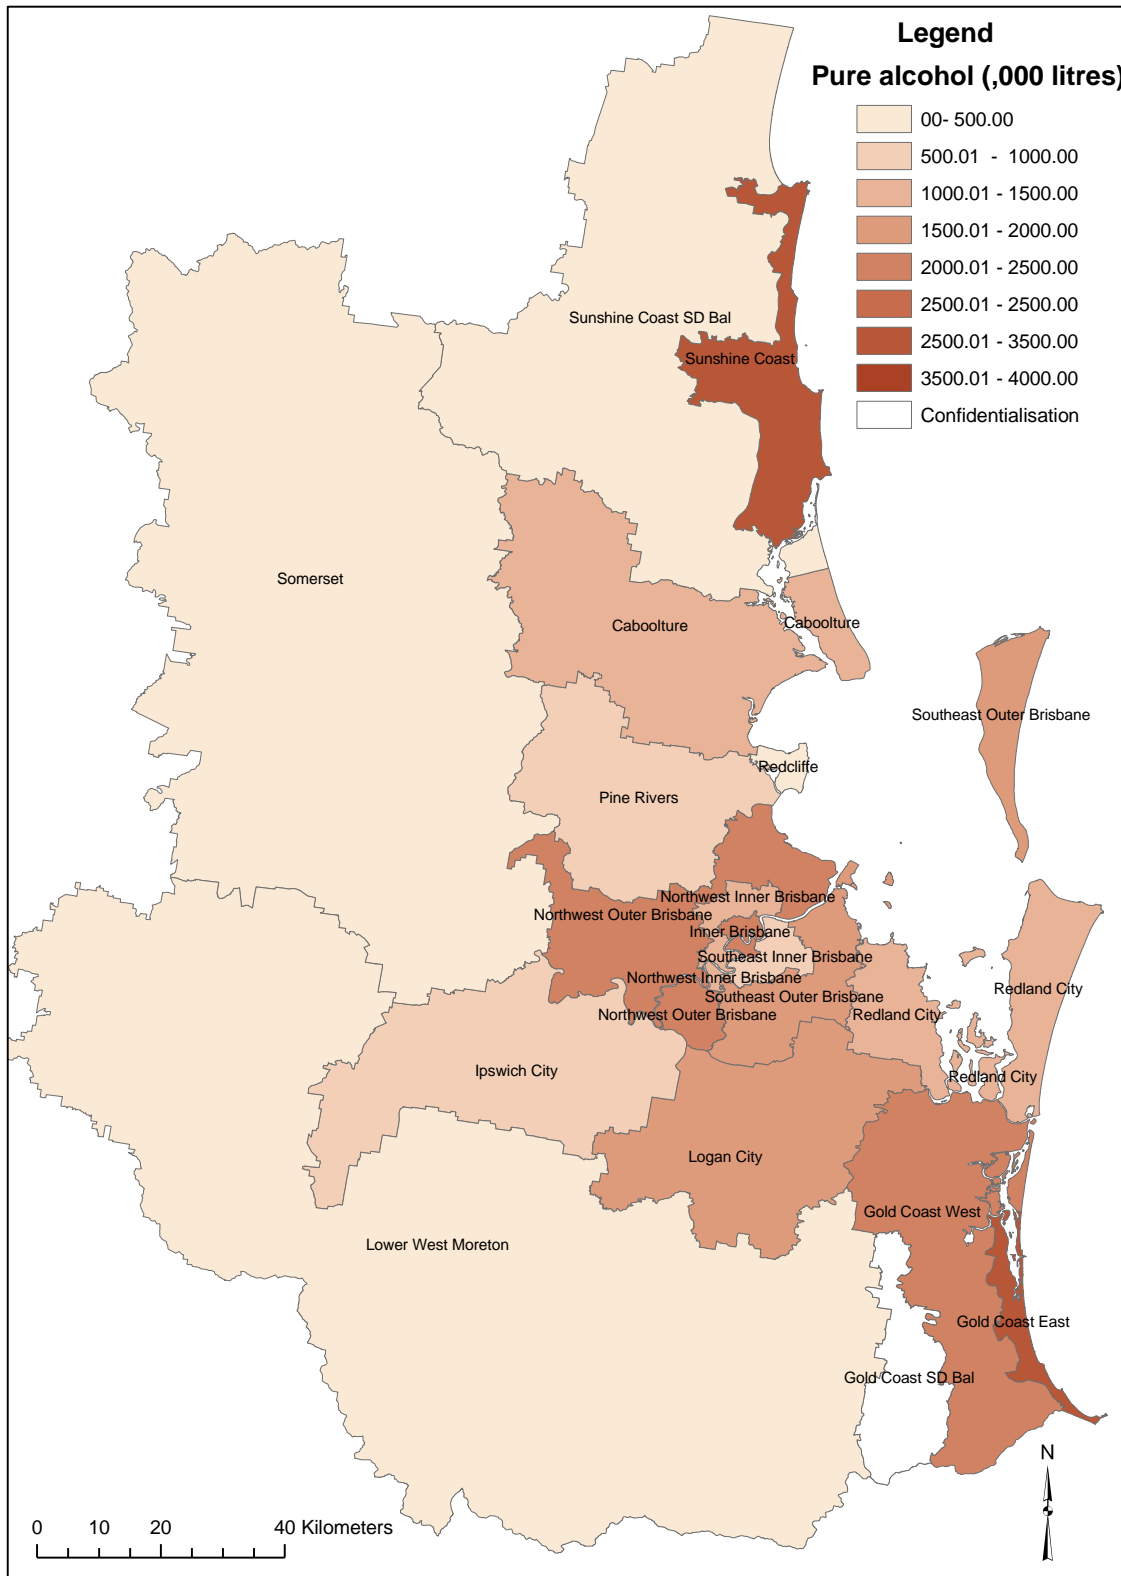 Legend
Pure alcohol (,000 litres)
00- 500.00
500.01 - 1000.00
1000.01 - 1500.00
1500.01 - 2000.00
2000.01 - 2500.00
2500.01 - 2500.00
2500.01 - 3500.00
3500.01 - 4000.00
Confidentialisation
Sunshine Coast SD Bal
Sunshine Coast
Somerset
Caboolture
Caboolture
Southeast Outer Brisbane
Redcliffe
Pine Rivers
Northwest Inner Brisbane
Northwest Outer Brisbane
Inner Brisbane
Southeast Inner Brisbane
Northwest Inner Brisbane
Redland City
Southeast Outer Brisbane
Northwest Outer Brisbane
Redland City
Ipswich City
Redland City
Logan City
Gold Coast West
Lower West Moreton
Gold Coast East
Gold Coast SD Bal
N
0 10 20 40 Kilometers